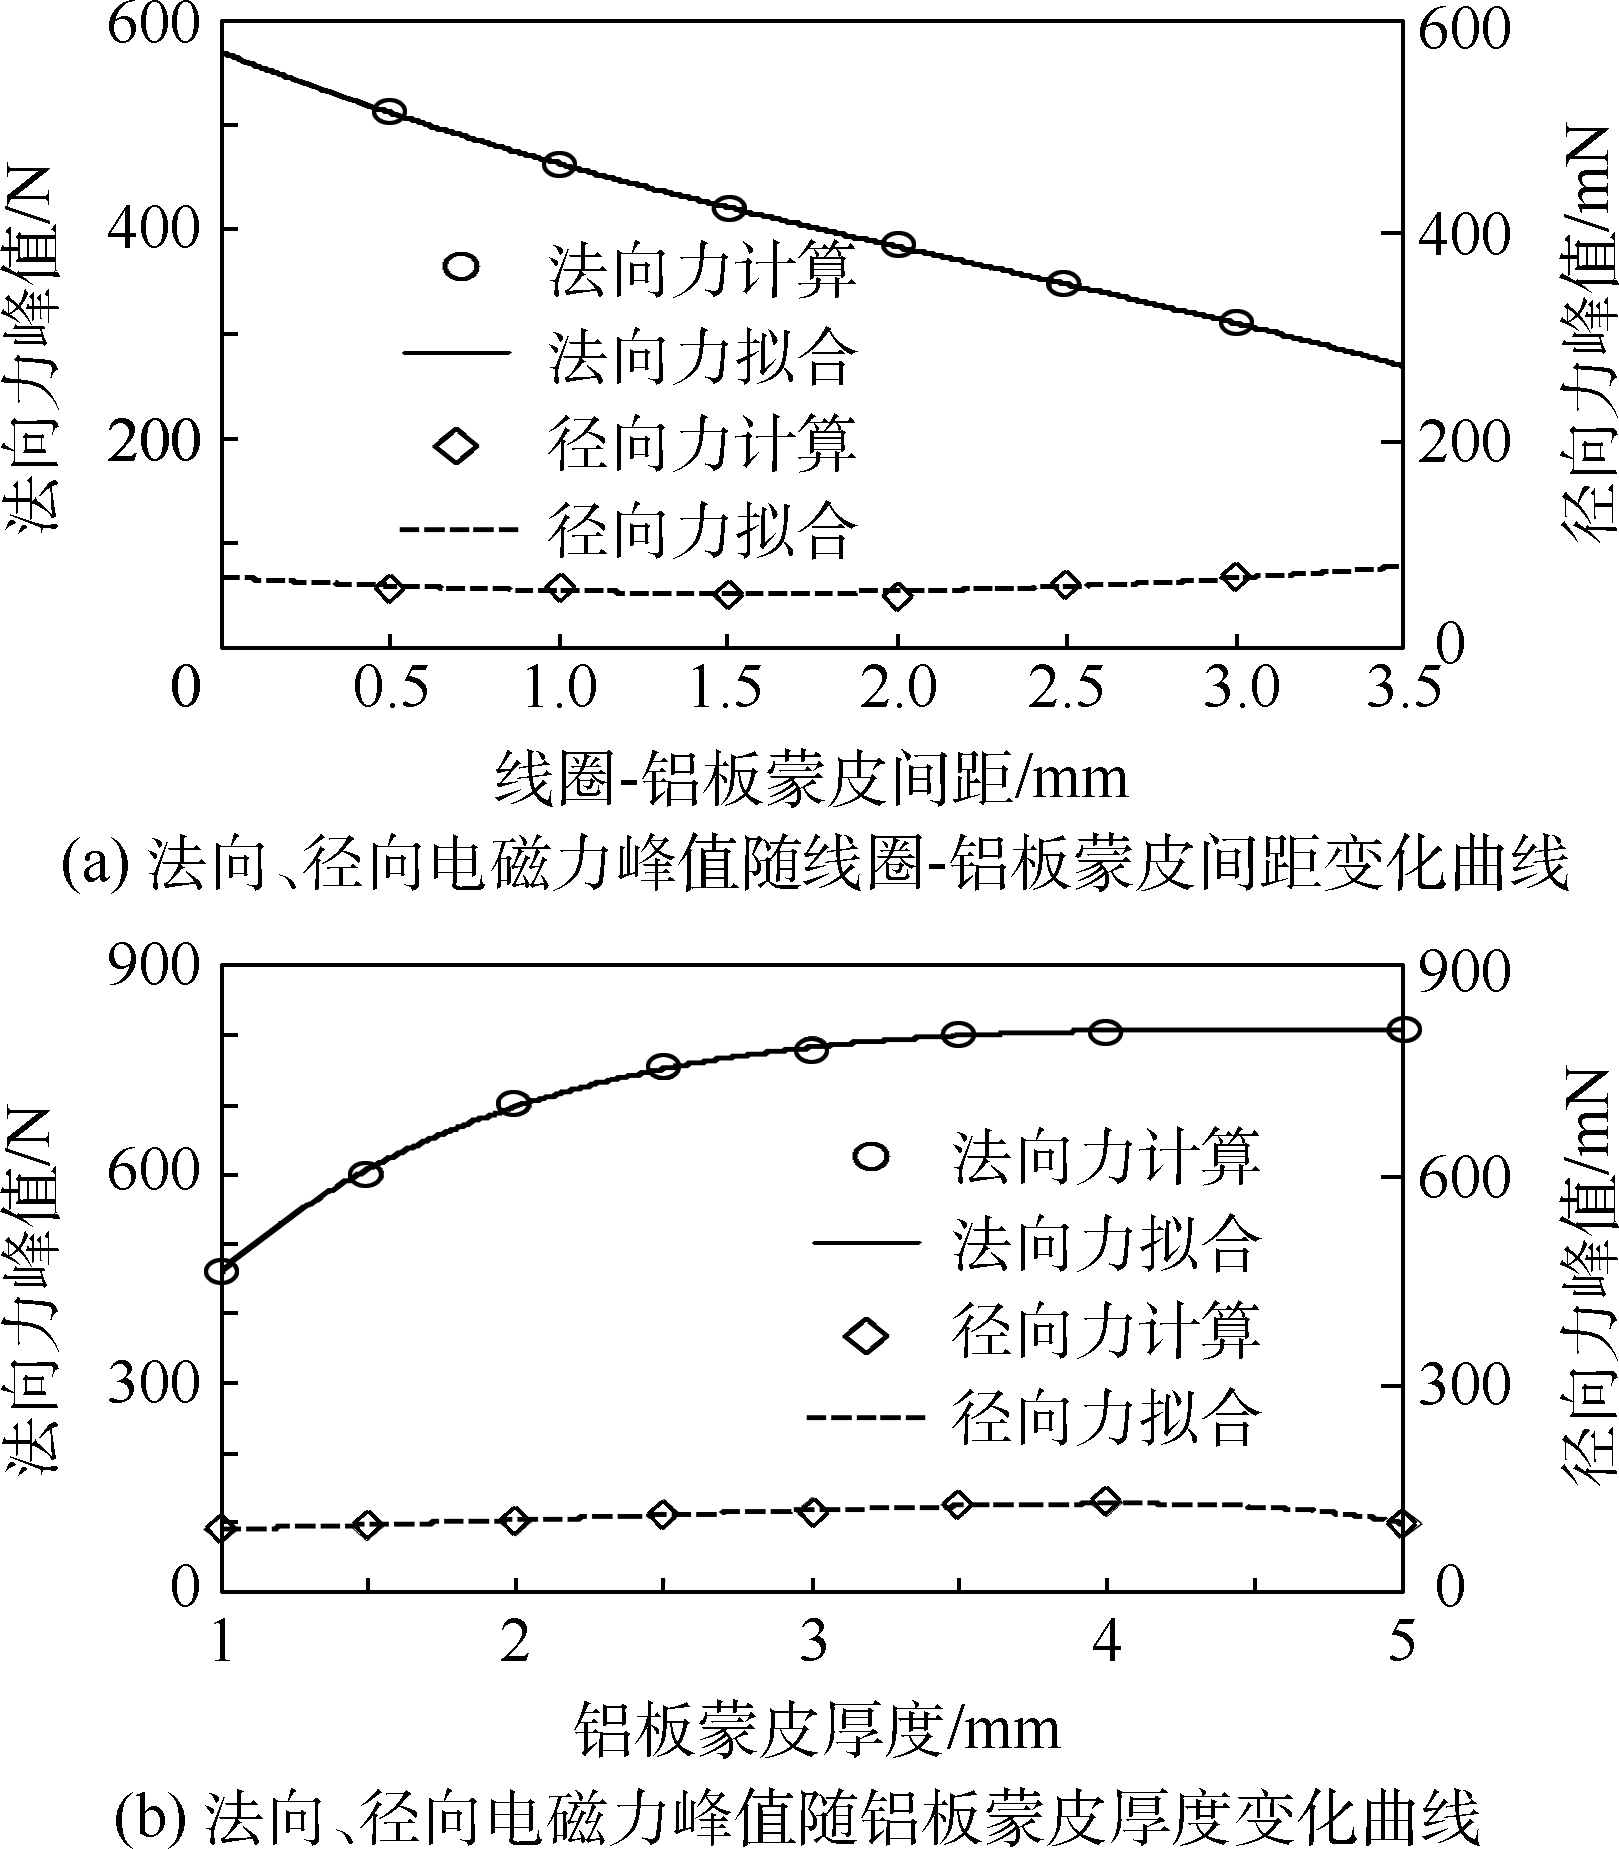 600
400
200
0
法向力峰值/N
600
400
200
0
径向力峰值/mN
法向力计算
法向力拟合
径向力计算
径向力拟合
0.5 1.0 1.5 2.0 2.5 3.0 3.5
线圈-铝板蒙皮间距/mm
(a) 法向、径向电磁力峰值随线圈-铝板蒙皮间距变化曲线
900
600
300
0
法向力峰值/N
900
600
300
0
径向力峰值/mN
法向力计算
法向力拟合
径向力计算
径向力拟合
1 2 3 4 5
铝板蒙皮厚度/mm
(b) 法向、径向电磁力峰值随铝板蒙皮厚度变化曲线